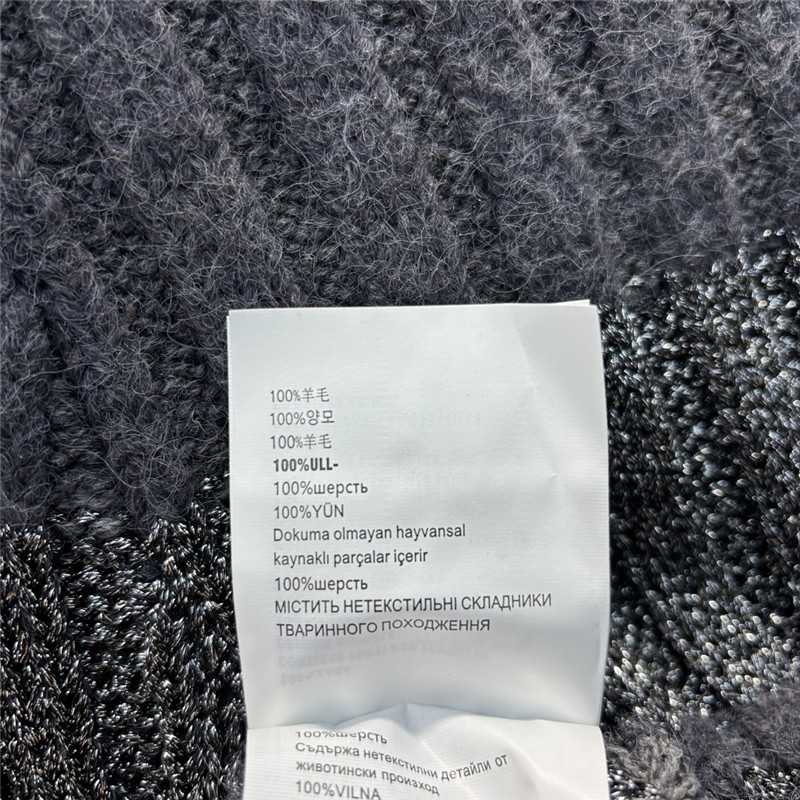 100%羊毛
100%양모
100%羊毛
100%ULL-
100%шерсть
100%YÜN
Dokuma olmayan hayvansal
kaynaklı parçalar içerir
100%шерсть
МІСТИТЬ НЕТЕКСТИЛЬНІ СКЛАДНИКИ
ТВАРИННОГО ПОХОДЖЕННЯ
100%шерсть
Съдържа нетекстилни детайли от
животински произход
100%VILNA